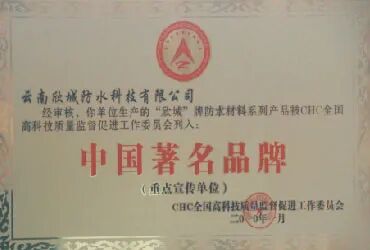 云南欣城防水科技有限公司
经审核，你单位生产的“欣城”牌防水材料系列产品被CHC全国
高科技质量监督促进工作委员会列入：
中国著名品牌
（重点宣传单位）
CHC全国高科技质量监督促进工作委员会